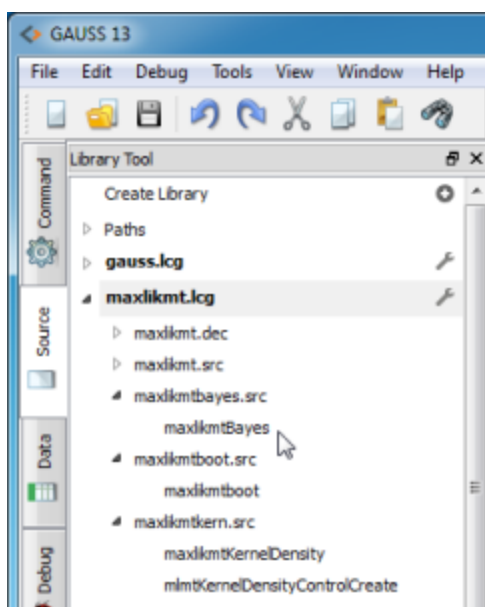 GAUSS 13
File Edit Debug Tools View Window Help
Library Tool
Command
Create Library
Paths
gauss.lcg
maxlikmt.lcg
Source
maxlikmt.dec
maxlikmt.src
maxlikmtbayes.src
maxlikmtBayes
Data
maxlikmtboot.src
maxlikmtboot
maxlikmtkern.src
Debug
maxlikmtKernelDensity
mlmtKernelDensityControlCreate